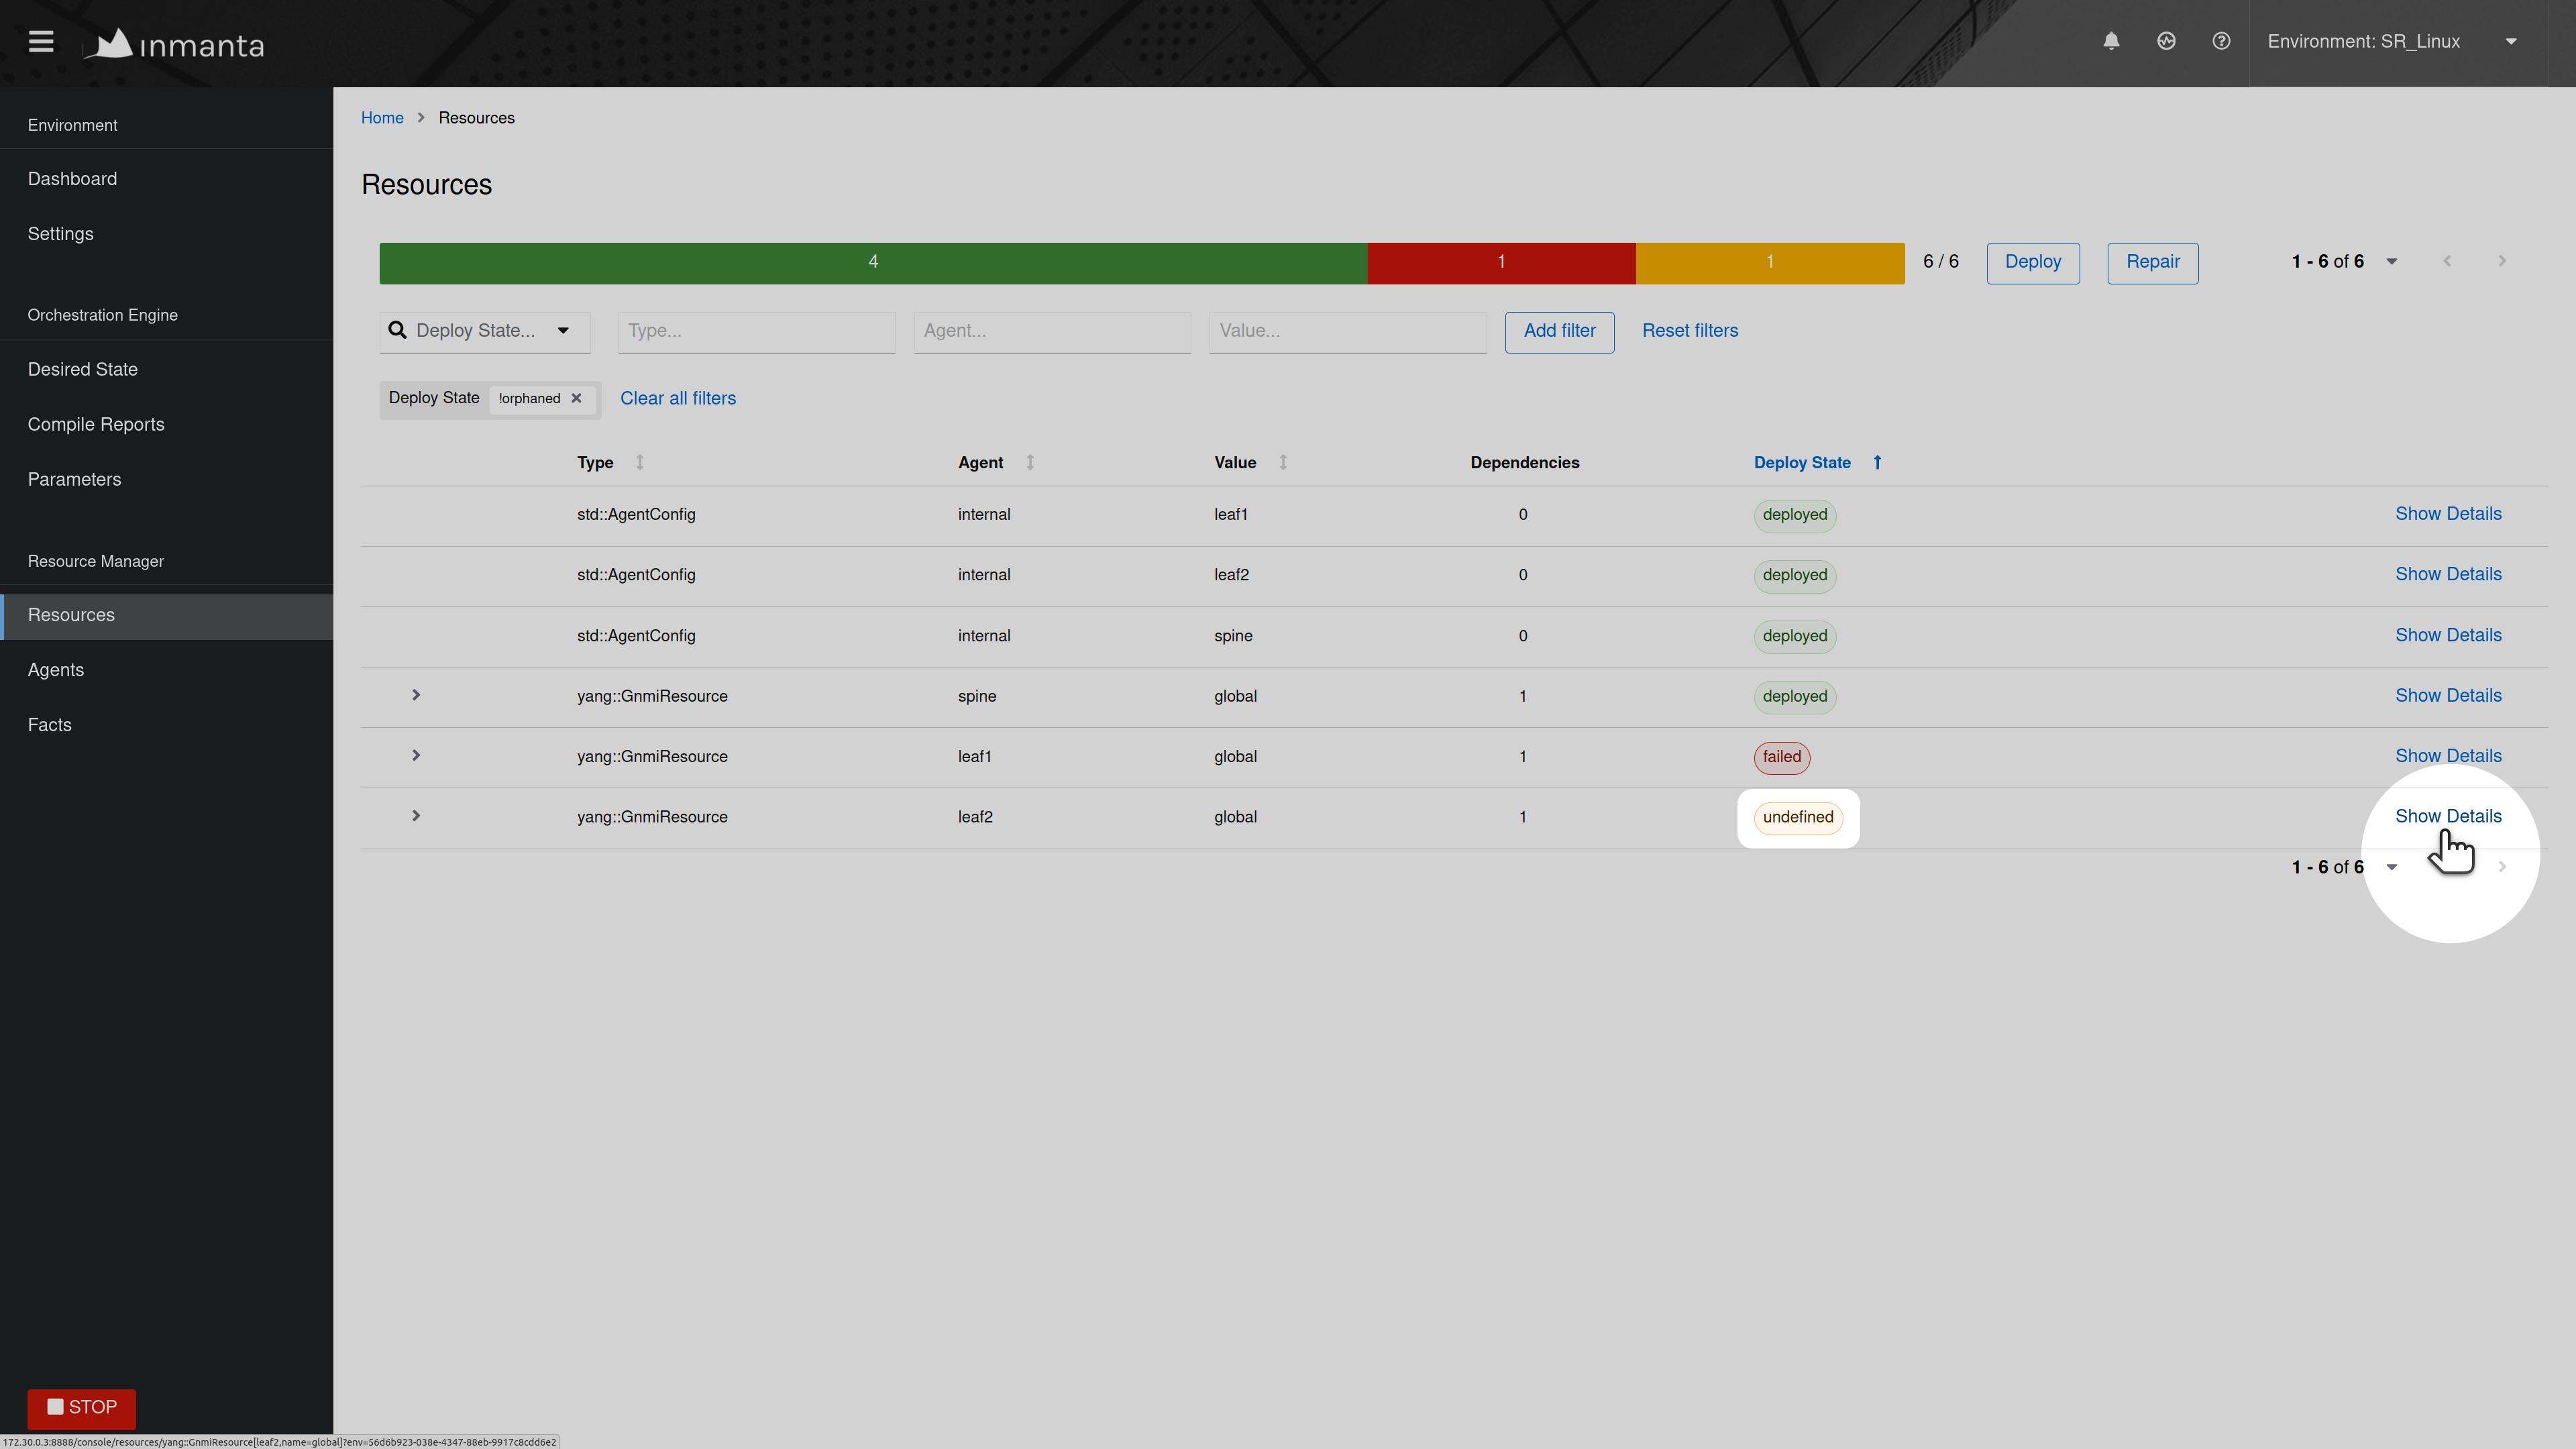 inmanta
Environment: SR_Linux
Environment
Dashboard
Settings
Orchestration Engine
Desired State
Compile Reports
Parameters
Resource Manager
Resources
Agents
Facts
STOP
Home > Resources
Resources
4 1 1 6 / 6 Deploy Repair 1 - 6 of 6
Deploy State... Type... Agent... Value... Add filter Reset filters
Deploy State !orphaned Clear all filters
Type Agent Value Dependencies Deploy State
std::AgentConfig internal leaf1 0 deployed Show Details
std::AgentConfig internal leaf2 0 deployed Show Details
std::AgentConfig internal spine 0 deployed Show Details
yang::GnmiResource spine global 1 deployed Show Details
yang::GnmiResource leaf1 global 1 failed Show Details
yang::GnmiResource leaf2 global 1 undefined Show Details
1 - 6 of 6
172.30.0.3:8888/console/resources/yang::GnmiResource[leaf2,name=global]?env=56d6b923-038e-4347-88eb-9917c8cdd6e2